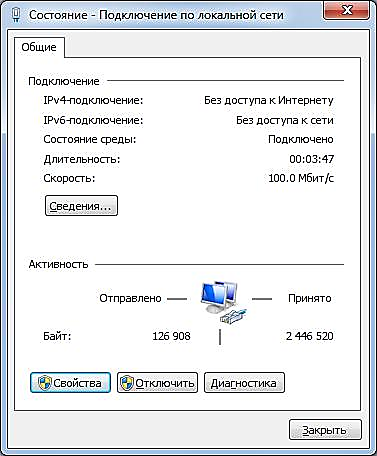 Состояние - Подключение по локальной сети
Общие
Подключение
IPv4-подключение: Без доступа к Интернету
IPv6-подключение: Без доступа к сети
Состояние среды: Подключено
Длительность: 00:03:47
Скорость: 100.0 Мбит/с
Сведения...
Активность
Отправлено — — Принято
Байт: 126 908 | 2 446 520
Свойства Отключить Диагностика
Закрыть